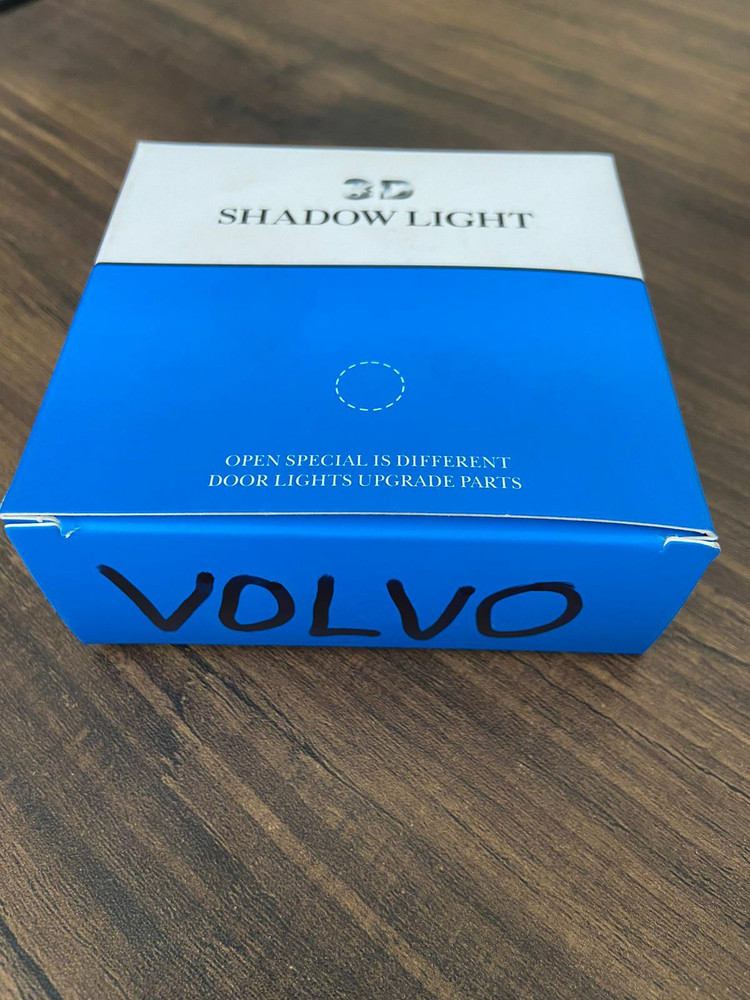 3D
SHADOW LIGHT
OPEN SPECIAL IS DIFFERENT
DOOR LIGHTS UPGRADE PARTS
VOLVO